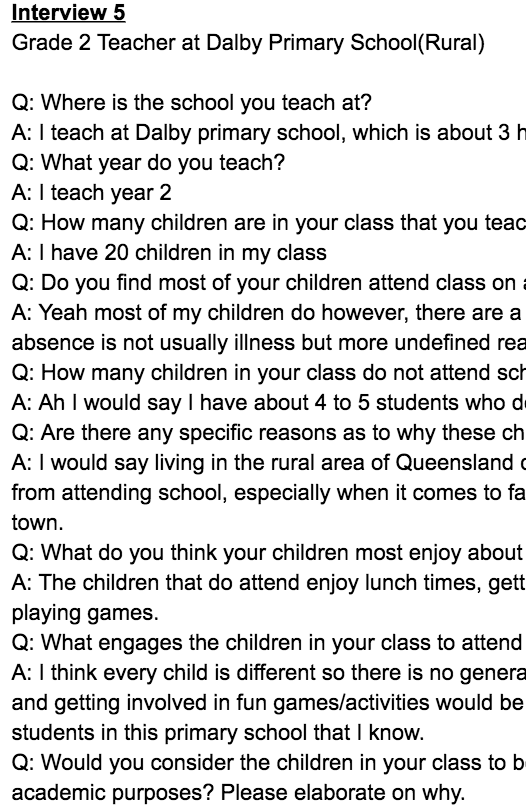 Interview 5
Grade 2 Teacher at Dalby Primary School(Rural)
Q: Where is the school you teach at?
A: I teach at Dalby primary school, which is about 3
Q: What year do you teach?
A: I teach year 2
Q: How many children are in your class that you
A: I have 20 children in my class
Q: Do you find most of your children attend class on
A: Yeah most of my children do however, there are a
absence is not usually illness but more undefined
Q: How many children in your class do not attend
A: Ah I would say I have about 4 to 5 students who
Q: Are there any specific reasons as to why these
A: I would say living in the rural area of Queensland
from attending school, especially when it comes to
town.
Q: What do you think your children most enjoy about
A: The children that do attend enjoy lunch times,
playing games.
Q: What engages the children in your class to attend
A: I think every child is different so there is no
and getting involved in fun games/activities would be
students in this primary school that I know.
Q: Would you consider the children in your class to
academic purposes? Please elaborate on why.